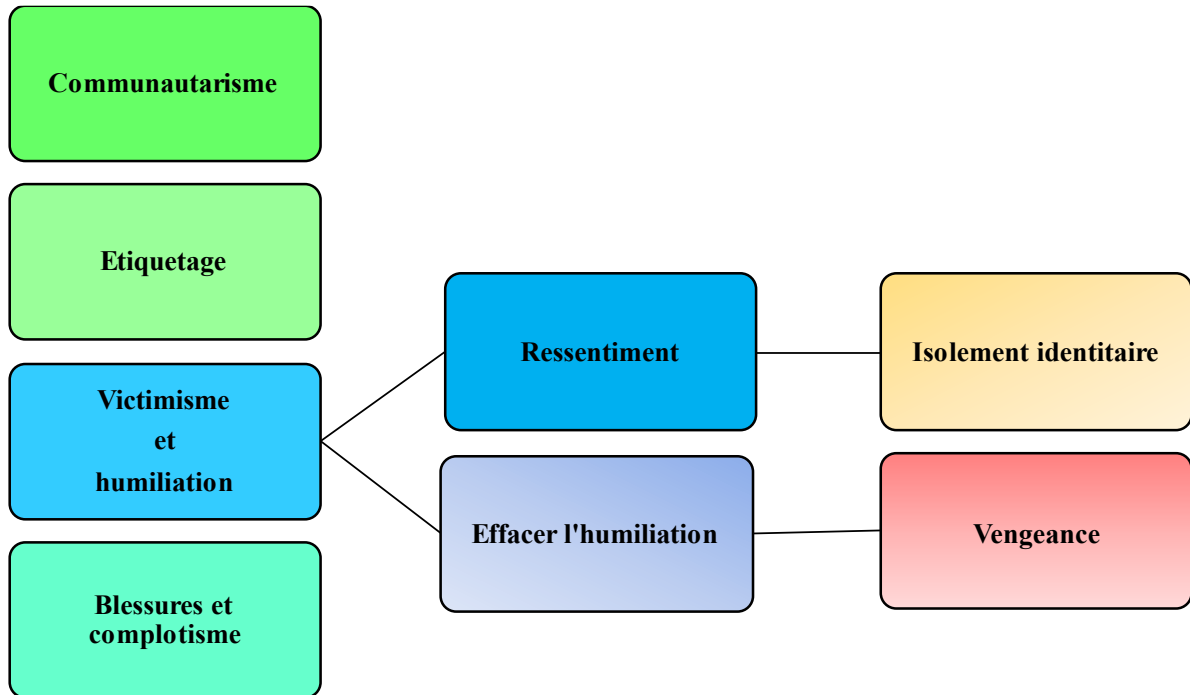 Communautarisme
Etiquetage
Victimisme
et
humiliation
Blessures et
complotisme
Ressentiment
Effacer l'humiliation
Isolement identitaire
Vengeance